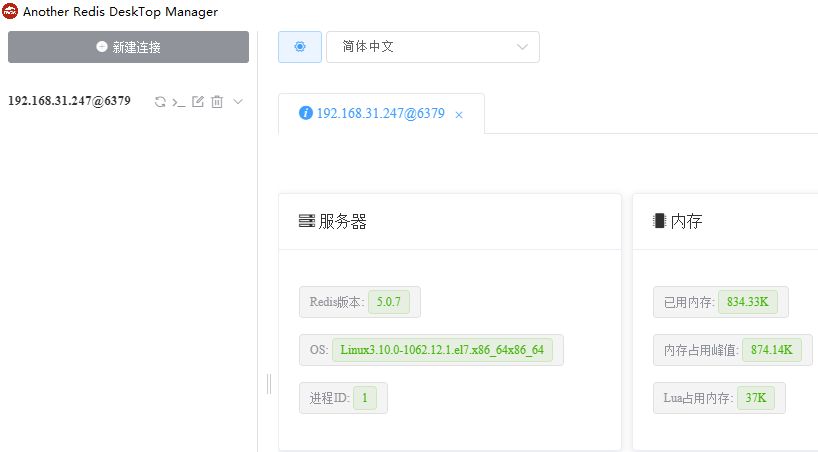 Another Redis DeskTop Manager
新建连接
简体中文
192.168.31.247@6379
192.168.31.247@6379
服务器
Redis版本: 5.0.7
OS: Linux3.10.0-1062.12.1.el7.x86_64x86_64
进程ID: 1
内存
已用内存: 834.33K
内存占用峰值: 874.14K
Lua占用内存: 37K